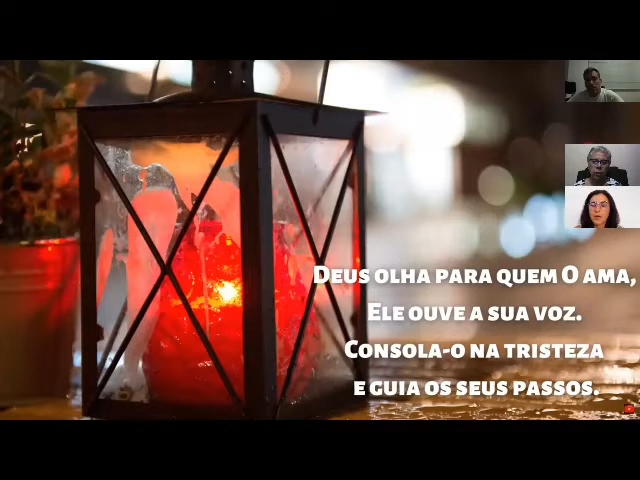 Deus olha para quem O ama,
Ele ouve a sua voz.
Consola-o na tristeza
e guia os seus passos.